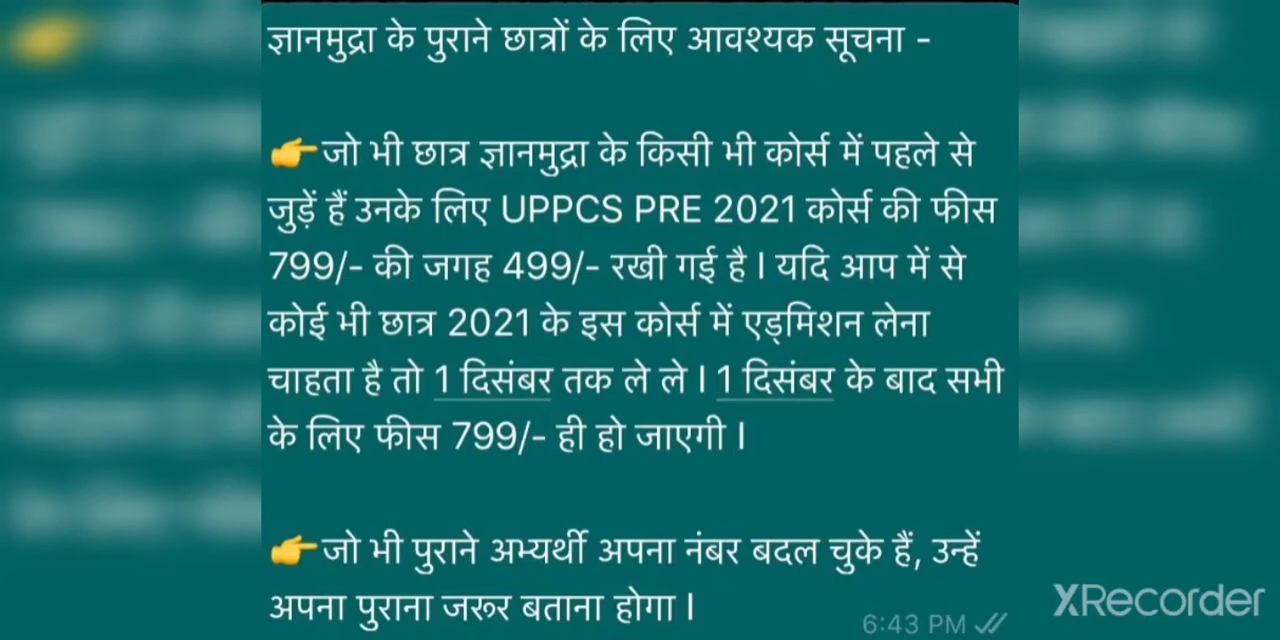 ज्ञानमुद्रा के पुराने छात्रों के लिए आवश्यक सूचना -
👉जो भी छात्र ज्ञानमुद्रा के किसी भी कोर्स में पहले से
जुड़ें हैं उनके लिए UPPCS PRE 2021 कोर्स की फीस
799/- की जगह 499/- रखी गई है l यदि आप में से
कोई भी छात्र 2021 के इस कोर्स में एड्मिशन लेना
चाहता है तो 1 दिसंबर तक ले ले l 1 दिसंबर के बाद सभी
के लिए फीस 799/- ही हो जाएगी l
👉जो भी पुराने अभ्यर्थी अपना नंबर बदल चुके हैं, उन्हें
अपना पुराना जरूर बताना होगा l
6:43 PM
XRecorder